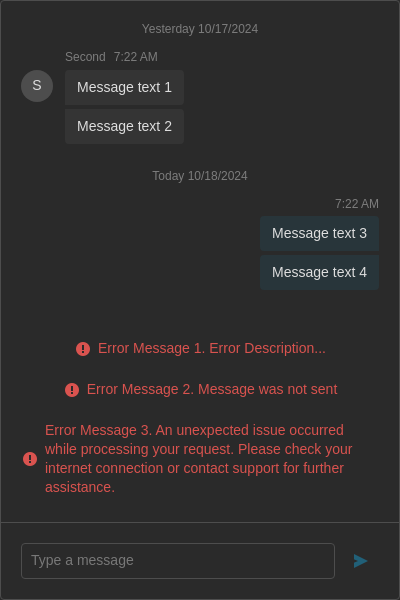 Yesterday 10/17/2024
Second 7:22 AM
S
Message text 1
Message text 2
Today 10/18/2024
7:22 AM
Message text 3
Message text 4
Error Message 1. Error Description...
Error Message 2. Message was not sent
Error Message 3. An unexpected issue occurred
while processing your request. Please check your
internet connection or contact support for further
assistance.
Type a message